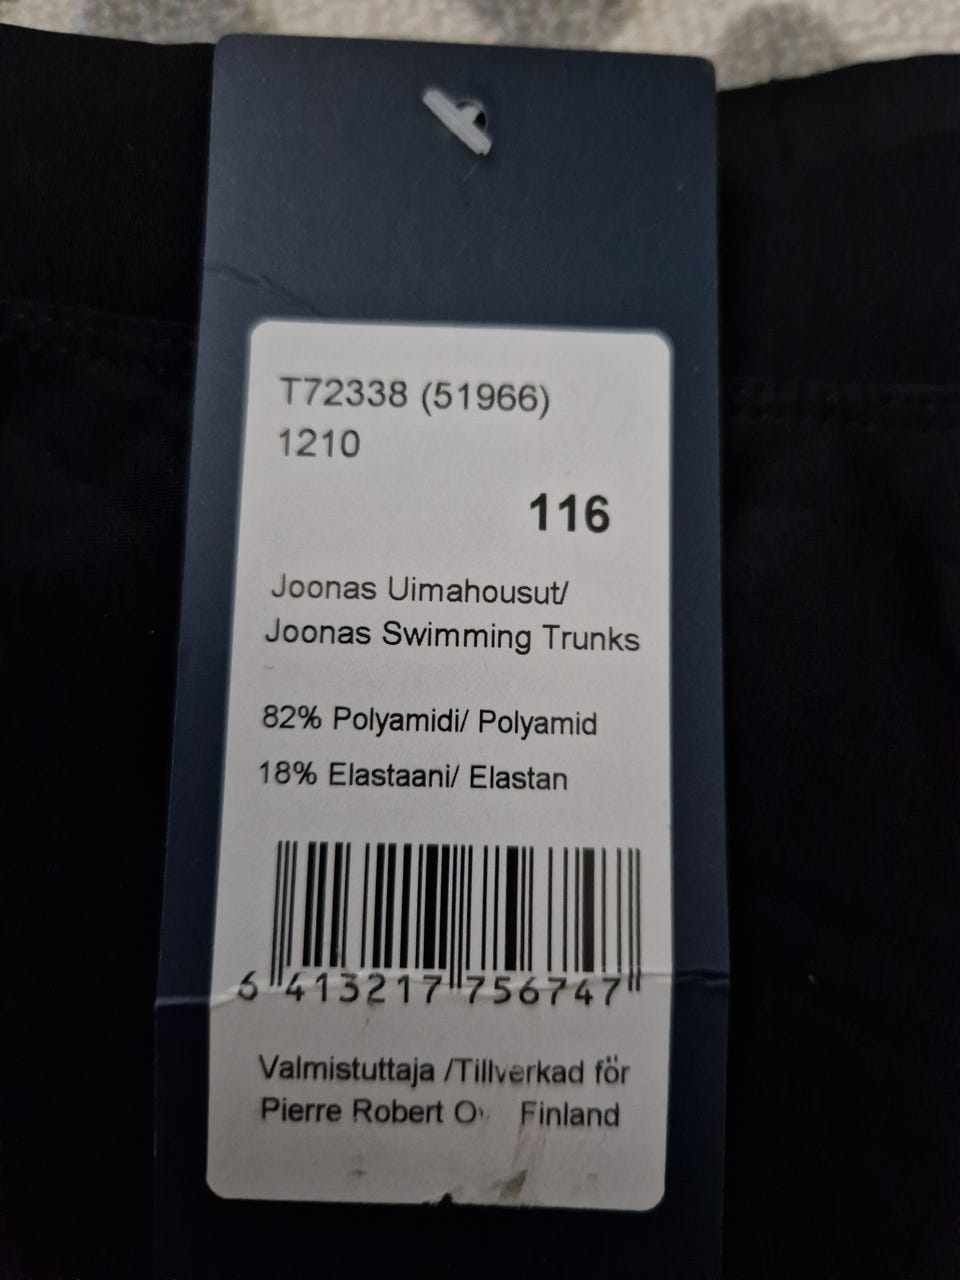 T72338 (51966)
1210
116
Joonas Uimahousut/
Joonas Swimming Trunks
82% Polyamidi/ Polyamid
18% Elastaani/ Elastan
6 413217 756747
Valmistuttaja /Tillverkad för
Pierre Robert Finland